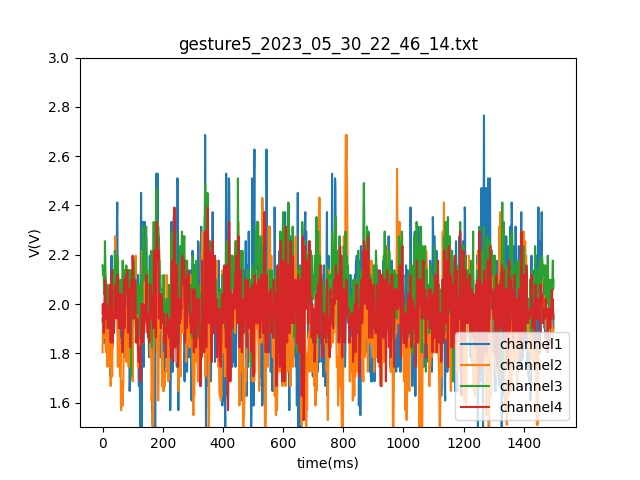 gesture5_2023_05_30_22_46_14.txt
3.0
2.8
2.6
2.4
2.2
2.0
1.8
1.6
V(V)
channel1
channel2
channel3
channel4
0 200 400 600 800 1000 1200 1400
time(ms)